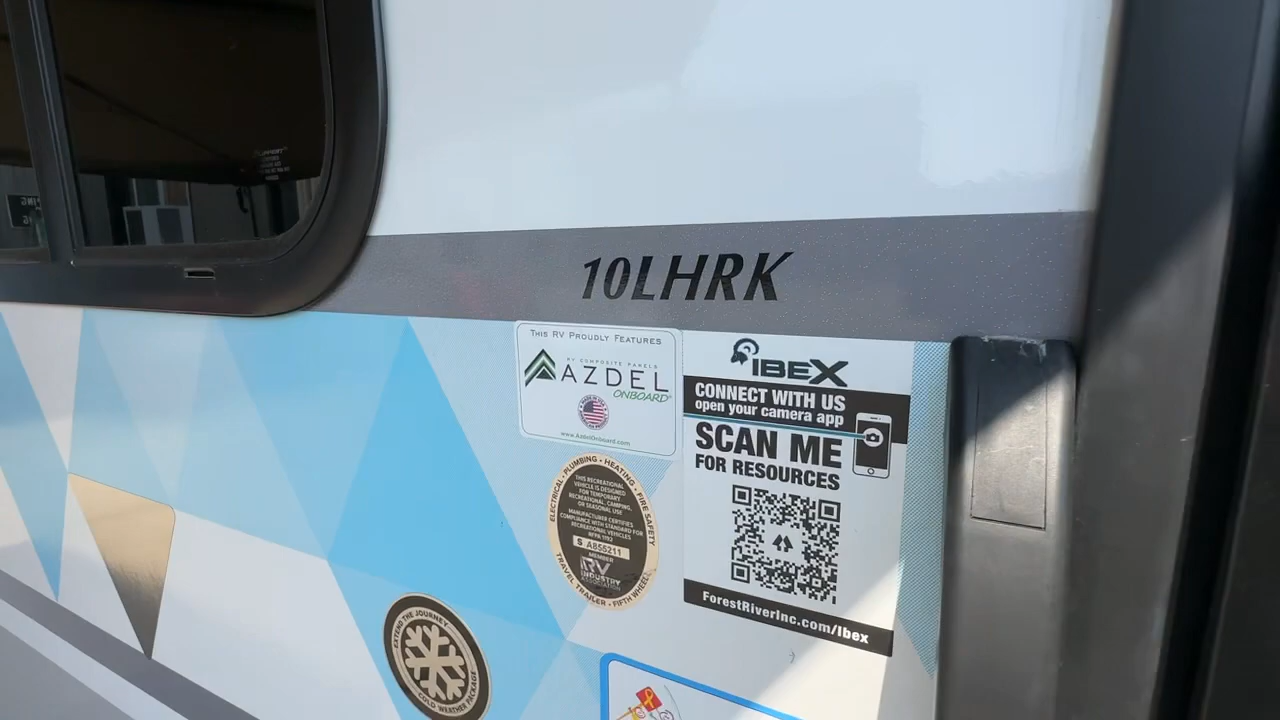 10LHRK
THIS RV PROUDLY FEATURES
RV COMPOSITE PANELS
AZDEL
ONBOARD
www.AzdelOnboard.com
IBEX
CONNECT WITH US
open your camera app
SCAN ME
FOR RESOURCES
ForestRiverInc.com/Ibex
ELECTRICAL • PLUMBING • HEATING • FIRE SAFETY
THIS RECREATIONAL
VEHICLE IS DESIGNED
FOR TEMPORARY
RECREATIONAL, CAMPING,
OR SEASONAL USE
MANUFACTURER CERTIFIES
COMPLIANCE WITH STANDARD FOR
RECREATIONAL VEHICLES
NFPA 1192
S A855211
MEMBER
RV
INDUSTRY
ASSOCIATION
TRAVEL TRAILER • FIFTH WHEEL
EXTEND THE JOURNEY
COLD WEATHER PACKAGE